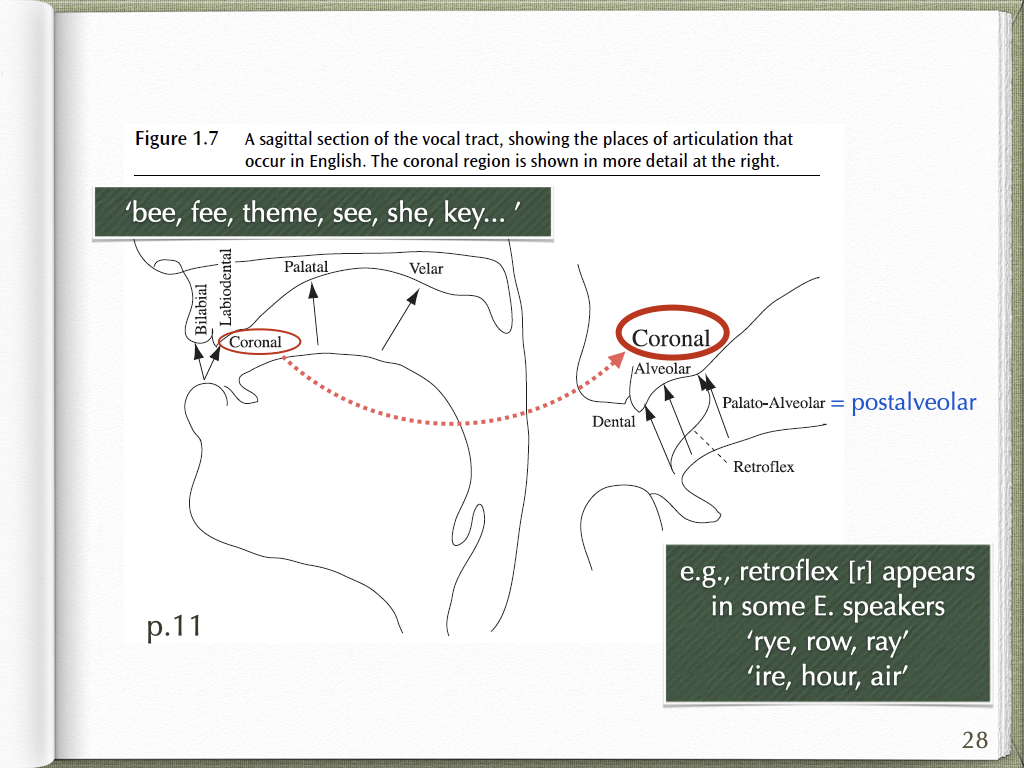 Figure 1.7 A sagittal section of the vocal tract, showing the places of articulation that
occur in English. The coronal region is shown in more detail at the right.
‘bee, fee, theme, see, she, key... ’
Bilabial
Labiodental
Palatal
Velar
Coronal
Coronal
Alveolar
Dental
Palato-Alveolar = postalveolar
Retroflex
e.g., retroflex [r] appears
in some E. speakers
‘rye, row, ray’
‘ire, hour, air’
p.11
28